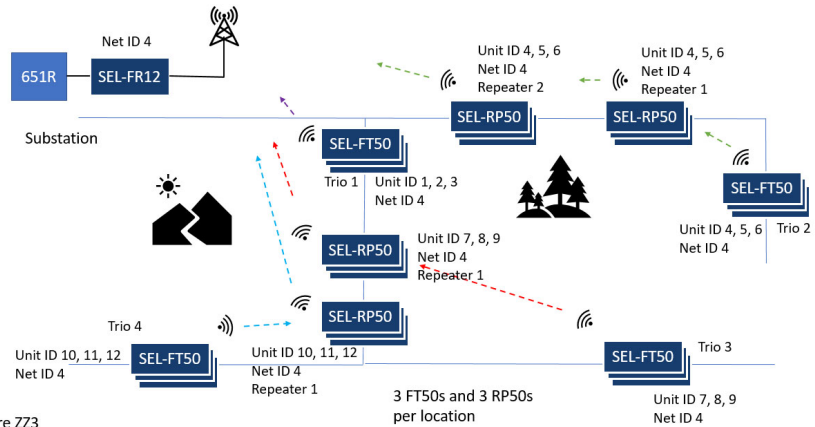 Net ID 4
651R
SEL-FR12
Substation
Unit ID 4, 5, 6
Net ID 4
Repeater 2
SEL-RP50
Unit ID 4, 5, 6
Net ID 4
Repeater 1
SEL-RP50
SEL-FT50
Trio 1
Unit ID 1, 2, 3
Net ID 4
SEL-FT50
Unit ID 4, 5, 6
Net ID 4
Trio 2
SEL-RP50
Unit ID 7, 8, 9
Net ID 4
Repeater 1
SEL-RP50
Unit ID 10, 11, 12
Net ID 4
Repeater 1
Trio 4
SEL-FT50
Unit ID 10, 11, 12
Net ID 4
SEL-FT50
Trio 3
Unit ID 7, 8, 9
Net ID 4
3 FT50s and 3 RP50s
per location
re ZZ3